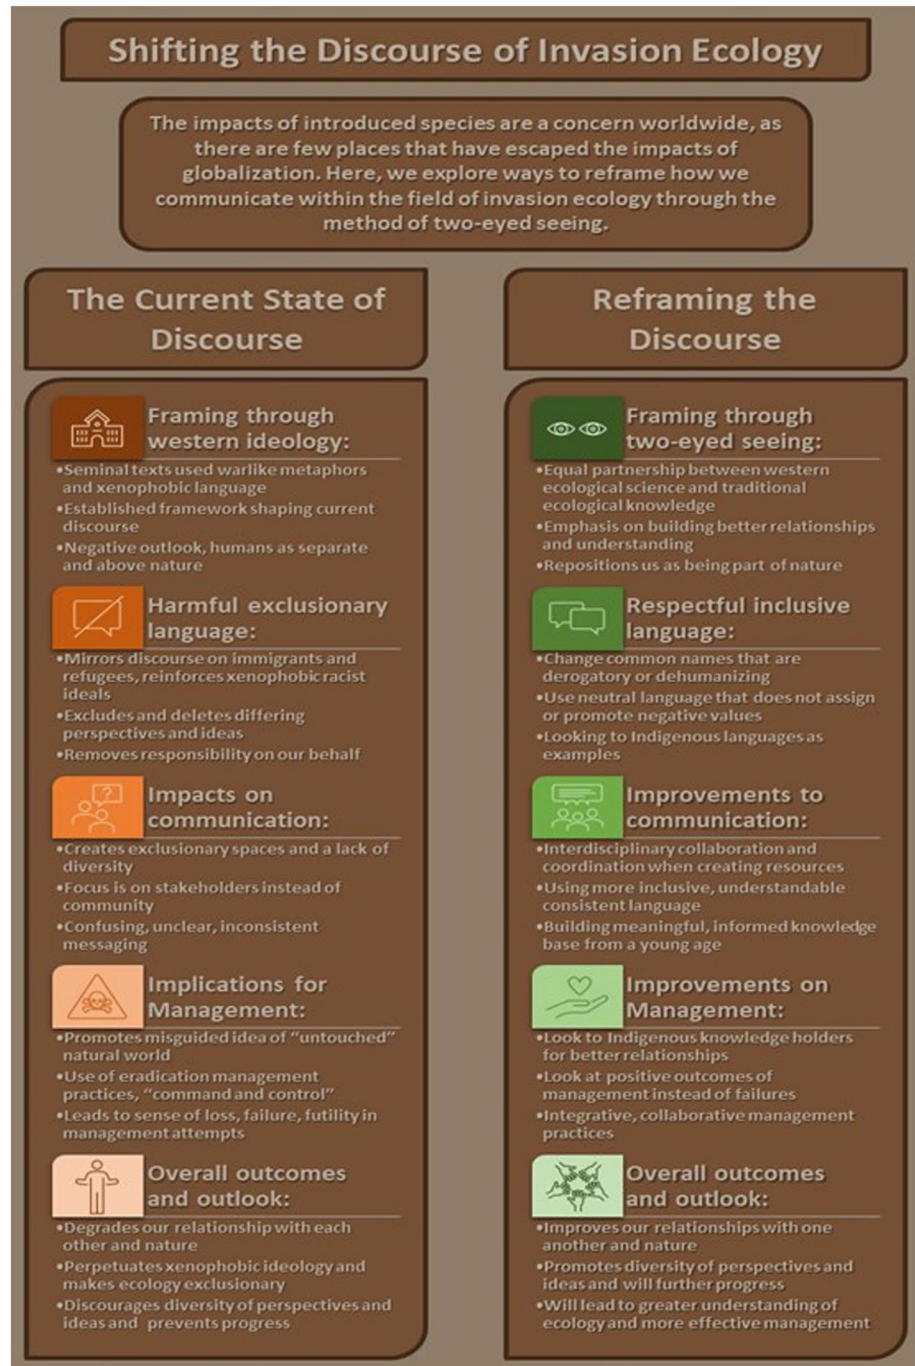 Shifting the Discourse of Invasion Ecology
The impacts of introduced species are a concern worldwide, as
there are few places that have escaped the impacts of
globalization. Here, we explore ways to reframe how we
communicate within the field of invasion ecology through the
method of two-eyed seeing.
The Current State of
Discourse
Framing through
western ideology:
•Seminal texts used warlike metaphors
and xenophobic language
•Established framework shaping current
discourse
•Negative outlook, humans as separate
and above nature
Harmful exclusionary
language:
•Mirrors discourse on immigrants and
refugees, reinforces xenophobic racist
ideals
•Excludes and deletes differing
perspectives and ideas
•Removes responsibility on our behalf
?
Impacts on
communication:
•Creates exclusionary spaces and a lack of
diversity
•Focus is on stakeholders instead of
community
•Confusing, unclear, inconsistent
messaging
Implications for
Management:
•Promotes misguided idea of “untouched”
natural world
•Use of eradication management
practices, “command and control”
•Leads to sense of loss, failure, futility in
management attempts
Overall outcomes
and outlook:
•Degrades our relationship with each
other and nature
•Perpetuates xenophobic ideology and
makes ecology exclusionary
•Discourages diversity of perspectives and
ideas and prevents progress
Reframing the
Discourse
Framing through
two-eyed seeing:
•Equal partnership between western
ecological science and traditional
ecological knowledge
•Emphasis on building better relationships
and understanding
•Repositions us as being part of nature
Respectful inclusive
language:
•Change common names that are
derogatory or dehumanizing
•Use neutral language that does not assign
or promote negative values
•Looking to Indigenous languages as
examples
Improvements to
communication:
•Interdisciplinary collaboration and
coordination when creating resources
•Using more inclusive, understandable
consistent language
•Building meaningful, informed knowledge
base from a young age
Improvements on
Management:
•Look to Indigenous knowledge holders
for better relationships
•Look at positive outcomes of
management instead of failures
•Integrative, collaborative management
practices
Overall outcomes
and outlook:
•Improves our relationships with one
another and nature
•Promotes diversity of perspectives and
ideas and will further progress
•Will lead to greater understanding of
ecology and more effective management